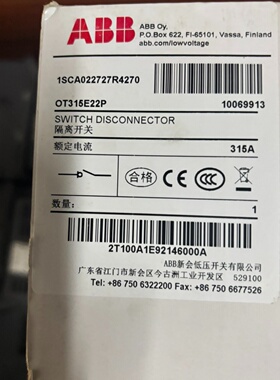 ABB
ABB Oy.
P.O.Box 622, FI-65101, Vassa, Finland
abb.com/lowvoltage
1SCA022727R4270
OT315E22P
10069913
SWITCH DISCONNECTOR
隔离开关
额定电流
315A
合格
CCC
数量:
1
2T100A1E92146000A
ABB新会低压开关有限公司
广东省江门市新会区今古洲工业开发区 529100
Tel: +86 750 6322200 Fax: +86 750 6677526